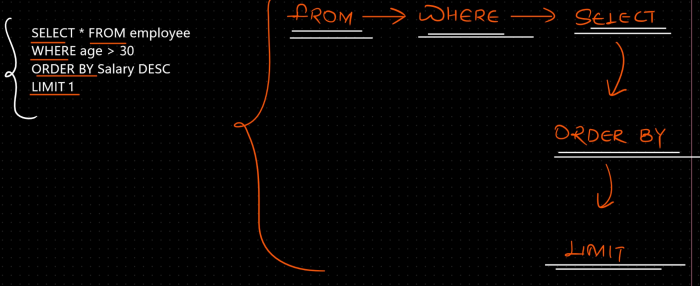 SELECT * FROM employee
WHERE age > 30
ORDER BY Salary DESC
LIMIT 1
FROM → WHERE → SELECT
ORDER BY
LIMIT